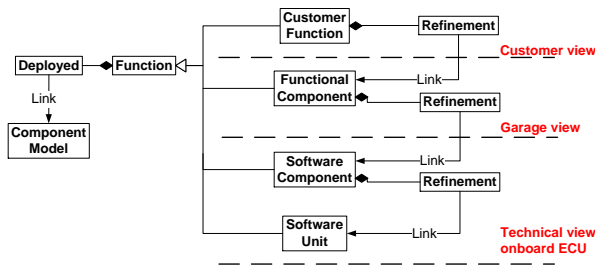 Customer
Function
Refinement
Customer view
Deployed
Function
Functional
Component
Link
Refinement
Link
Component
Model
Garage view
Software
Component
Link
Refinement
Software
Unit
Link
Technical view
onboard ECU